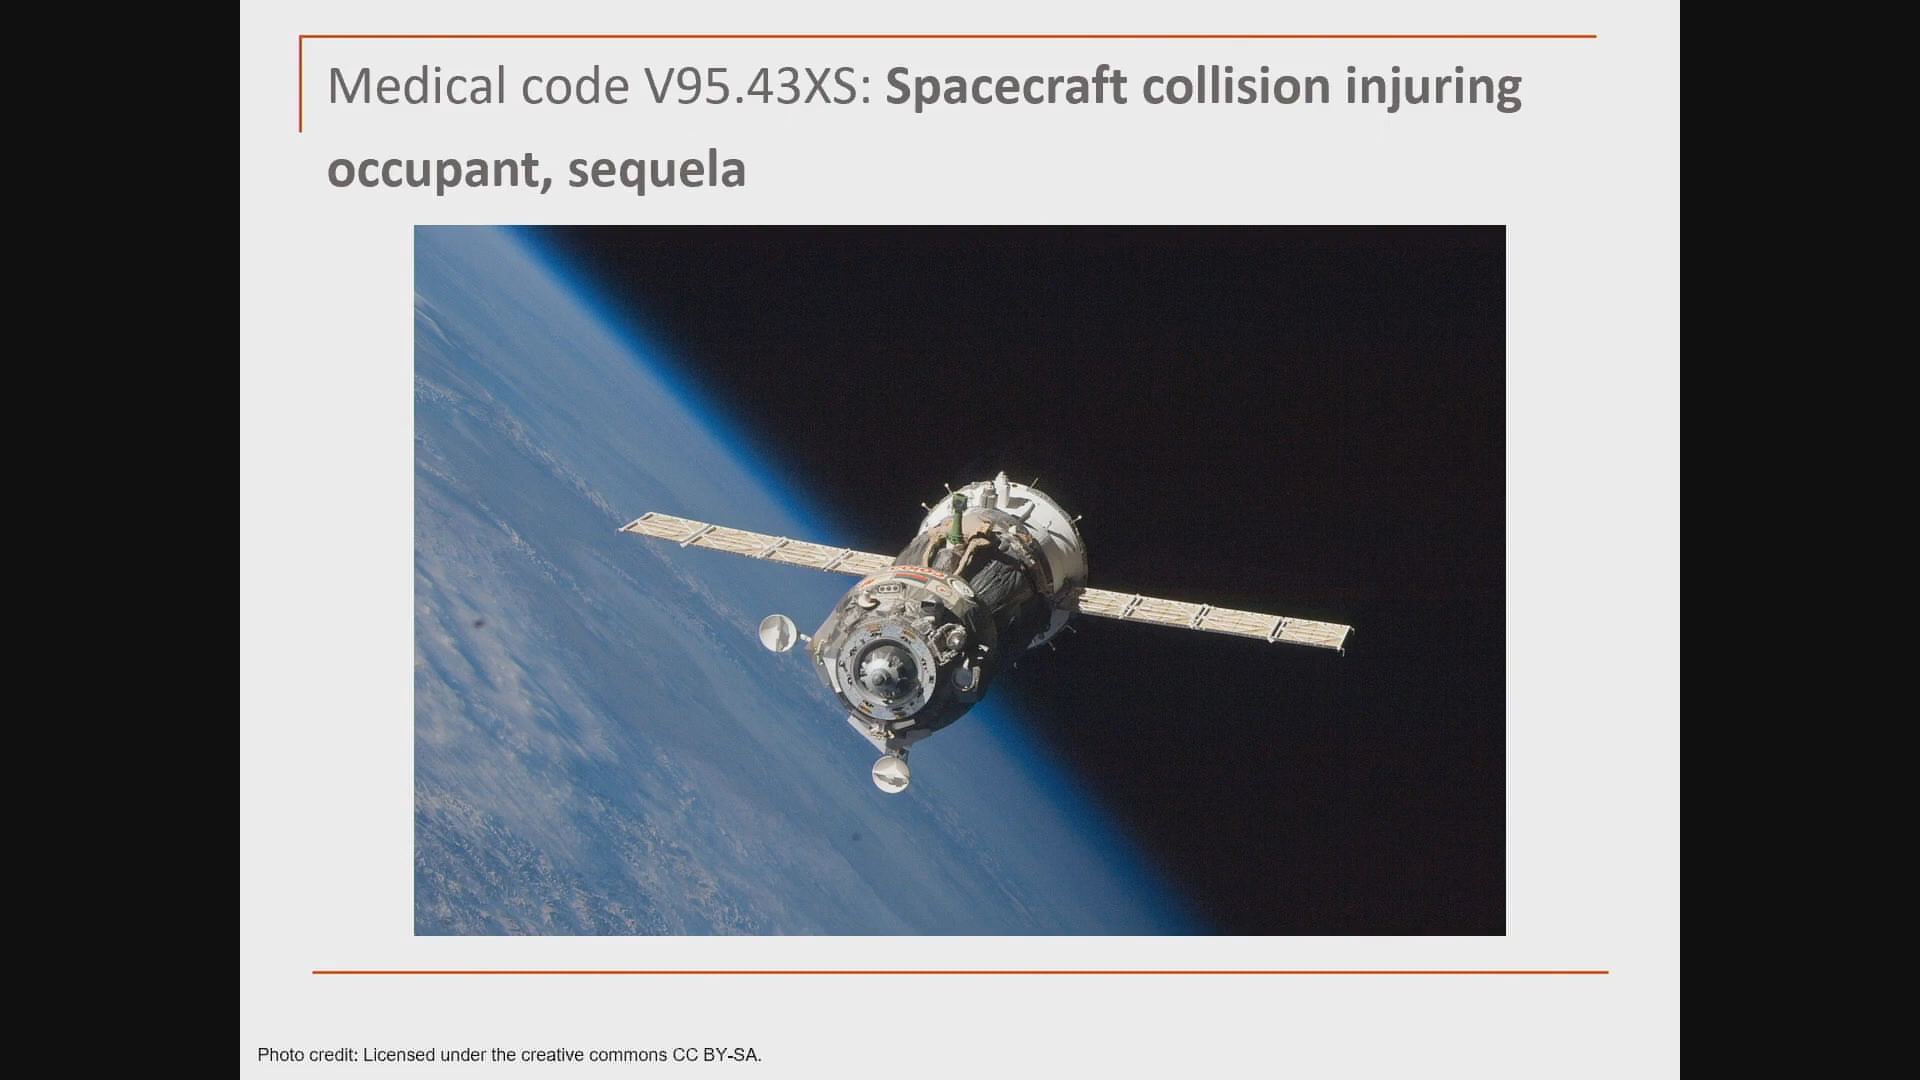 Medical code V95.43XS: Spacecraft collision injuring
occupant, sequela
Photo credit: Licensed under the creative commons CC BY-SA.